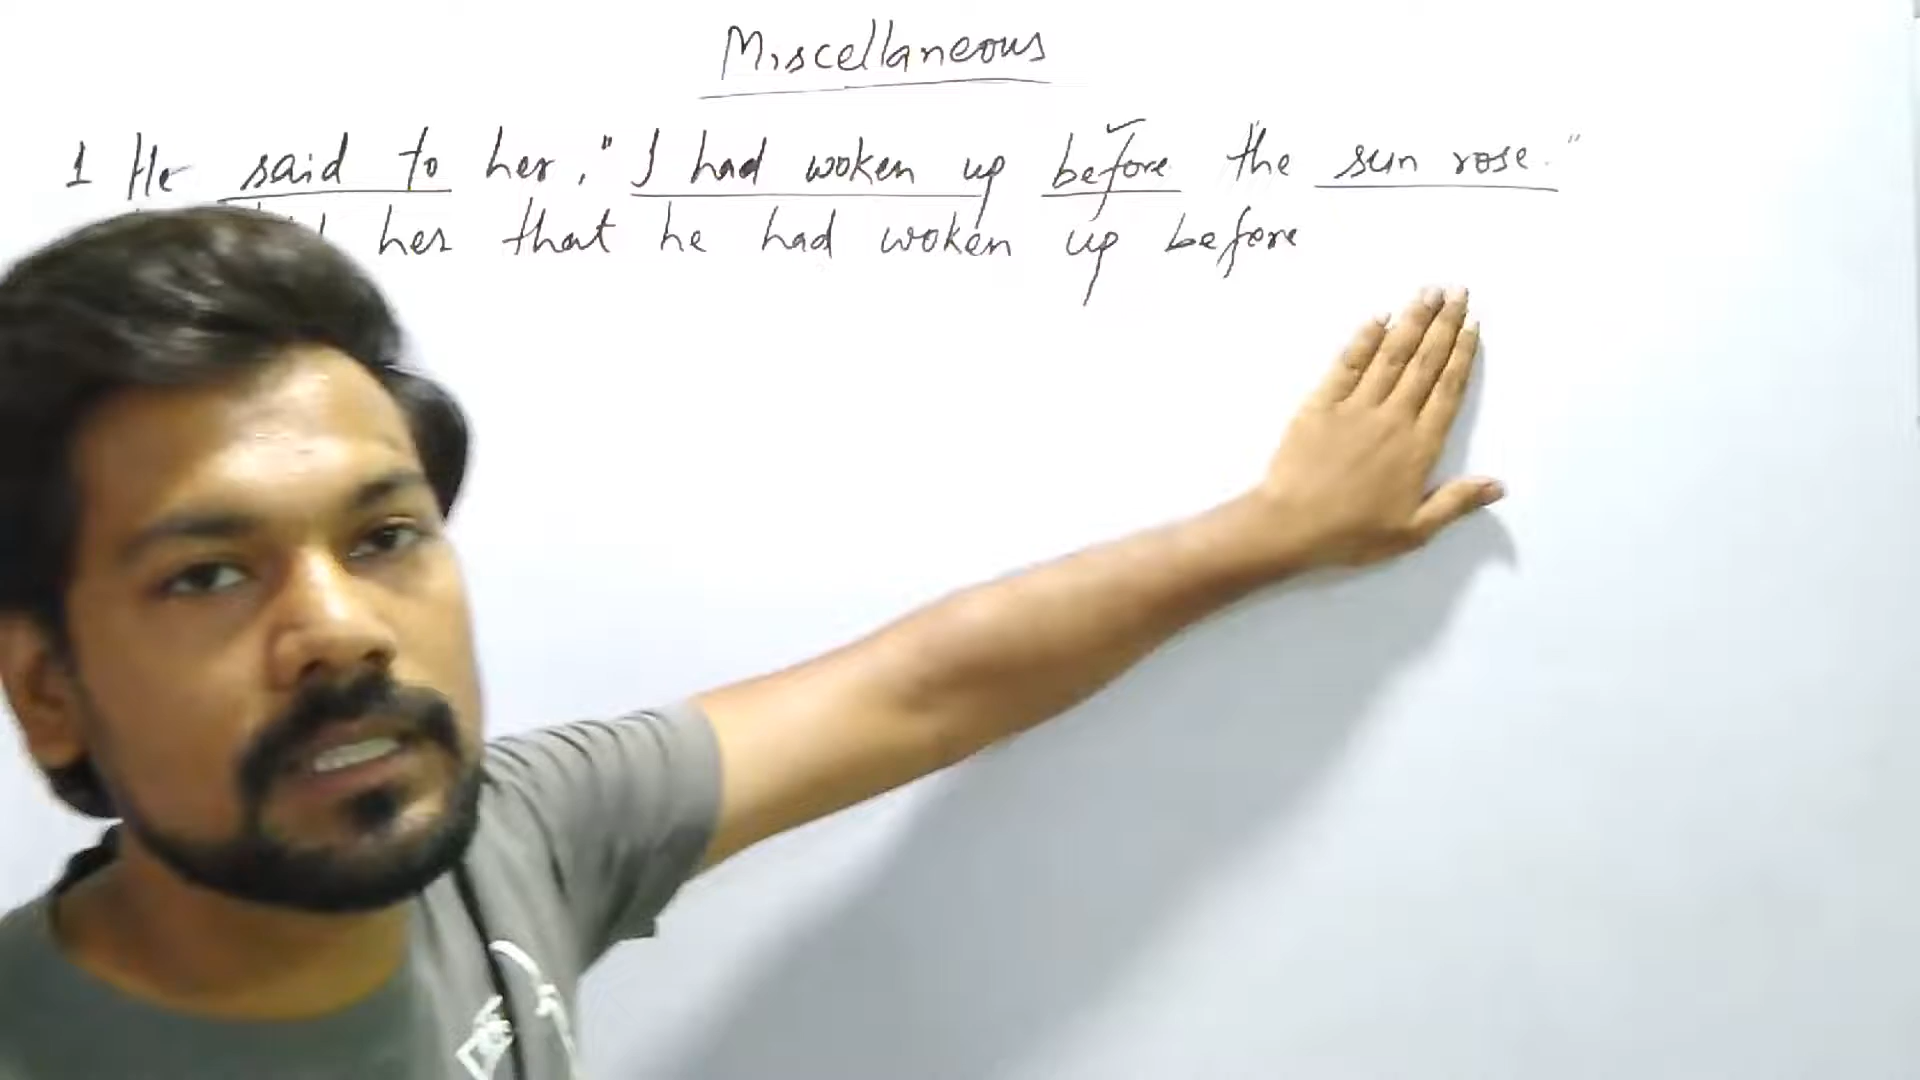 Miscellaneous
1 He said to her, "I had woken up before the sun rose."
her that he had woken up before